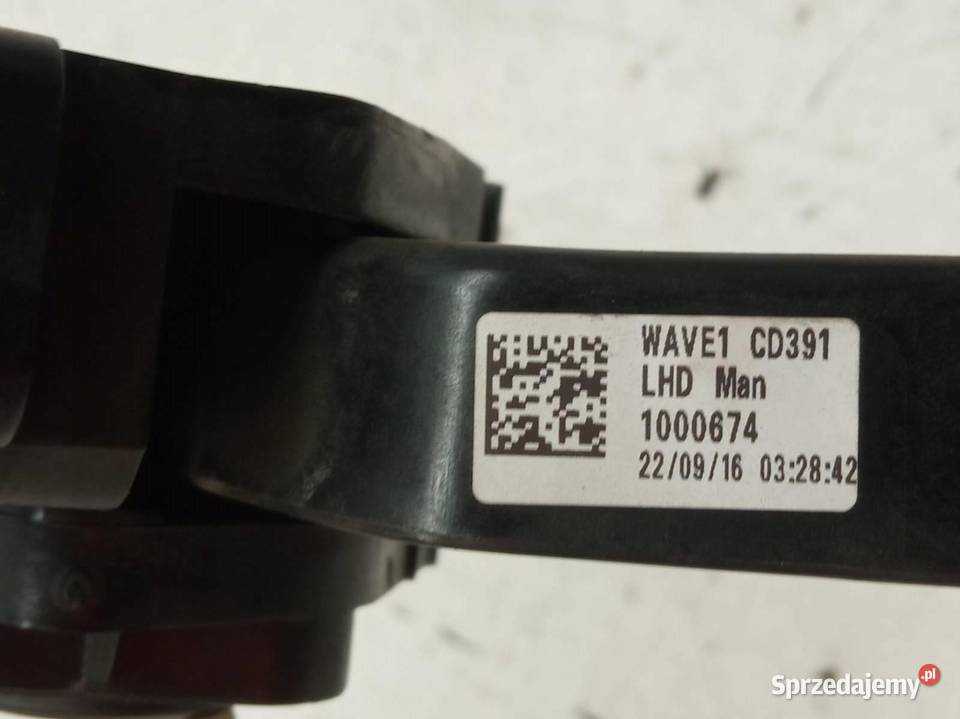 WAVE1 CD391
LHD Man
1000674
22/09/16 03:28:42
Sprzedajemy.pl